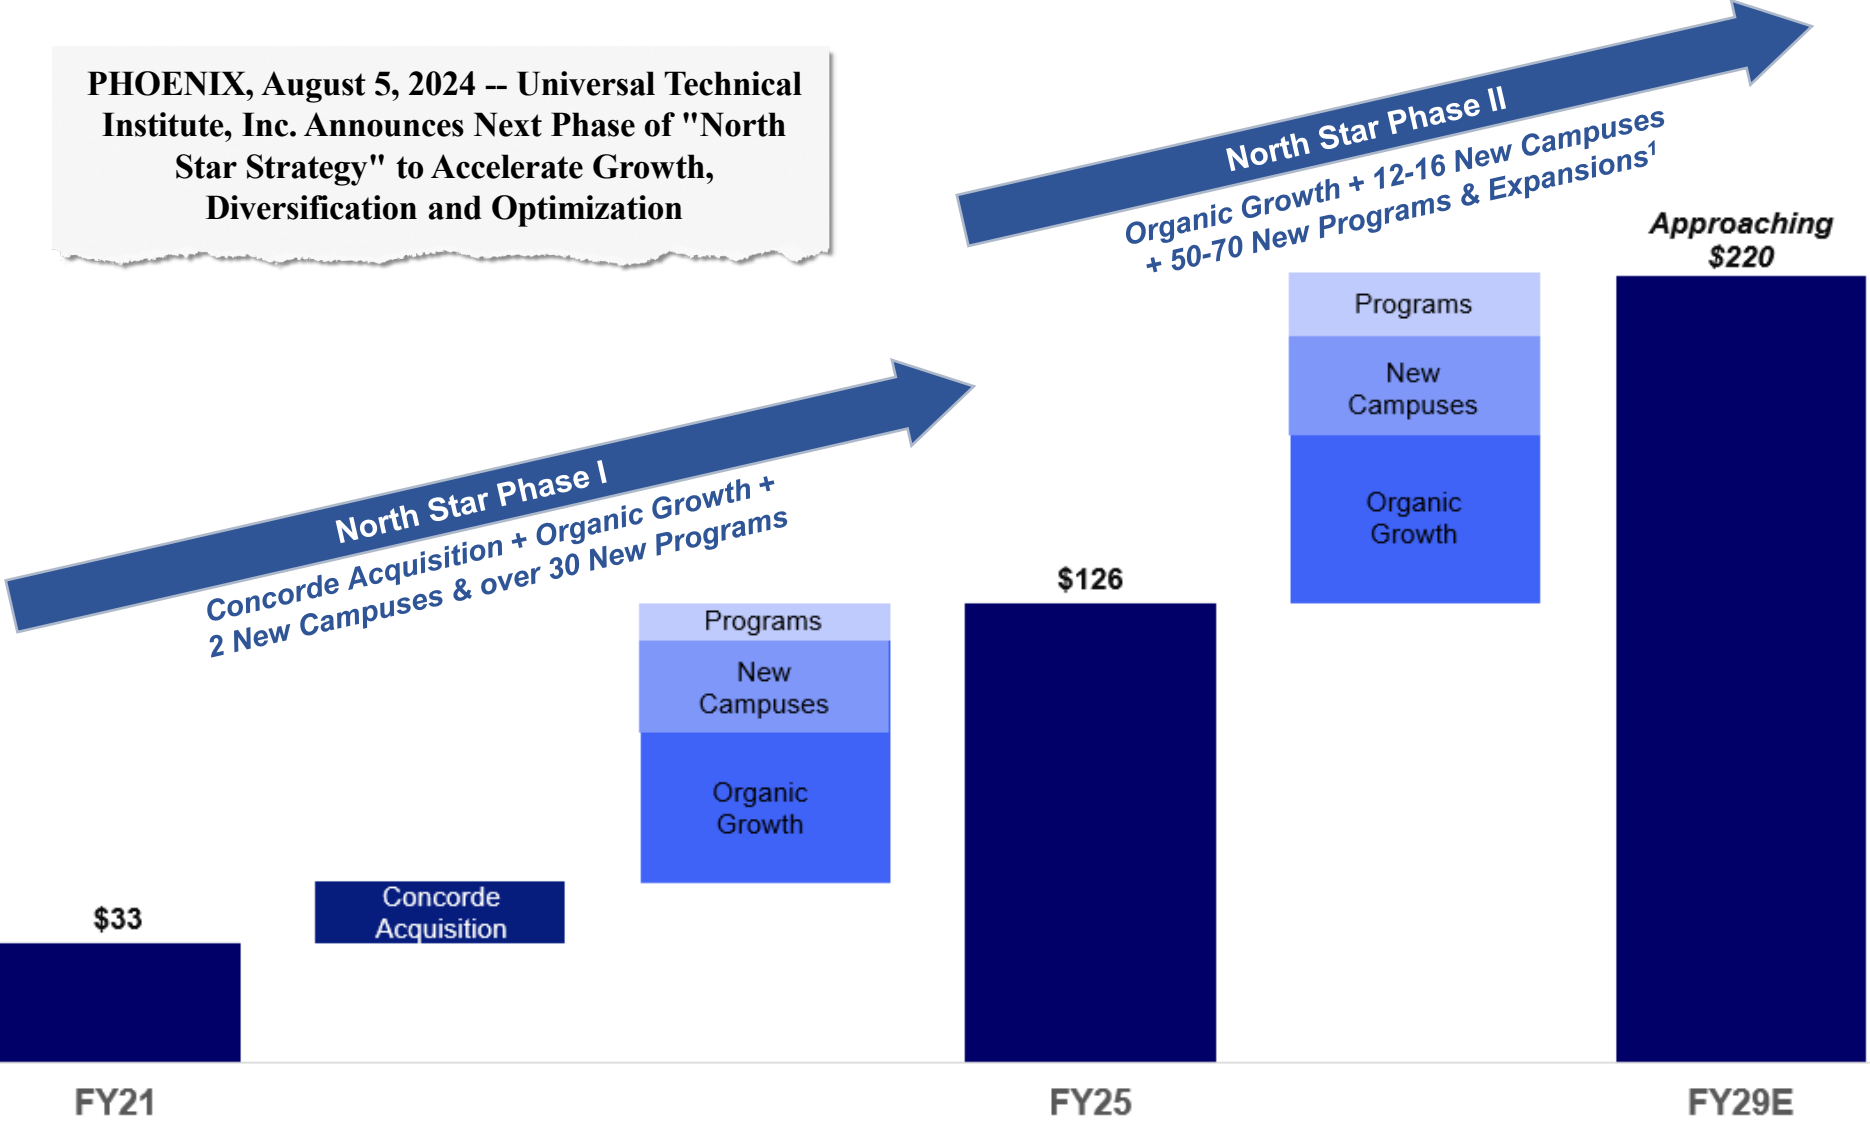 PHOENIX, August 5, 2024 -- Universal Technical
Institute, Inc. Announces Next Phase of "North
Star Strategy" to Accelerate Growth,
Diversification and Optimization
North Star Phase II
Organic Growth + 12-16 New Campuses
+ 50-70 New Programs & Expansions¹
Approaching
$220
Programs
New
Campuses
Organic
Growth
North Star Phase I
Concorde Acquisition + Organic Growth +
2 New Campuses & over 30 New Programs
$126
Programs
New
Campuses
Organic
Growth
Concorde
Acquisition
$33
FY21
FY25
FY29E